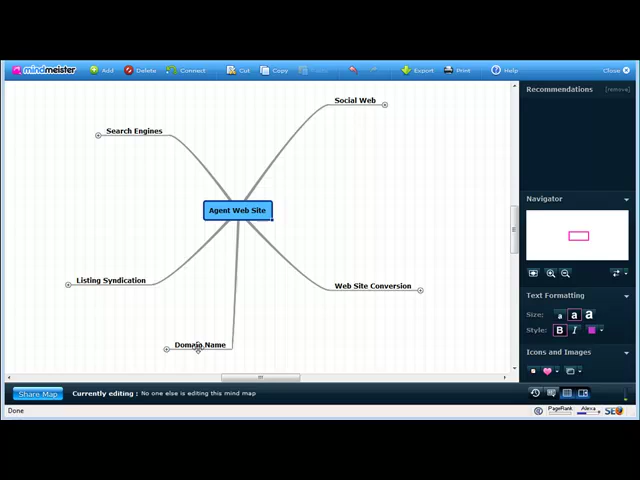 mindmeister Add Delete Connect Cut Copy Paste Export Print Help Close
Recommendations [remove]
Social Web
Search Engines
Navigator
Agent Web Site
Listing Syndication
Web Site Conversion
Text Formatting
Size: a a a
Style: B I
Domain Name
Icons and Images
Share Map Currently editing : No one else is editing this mind map
Done
PageRank Alexa SEO